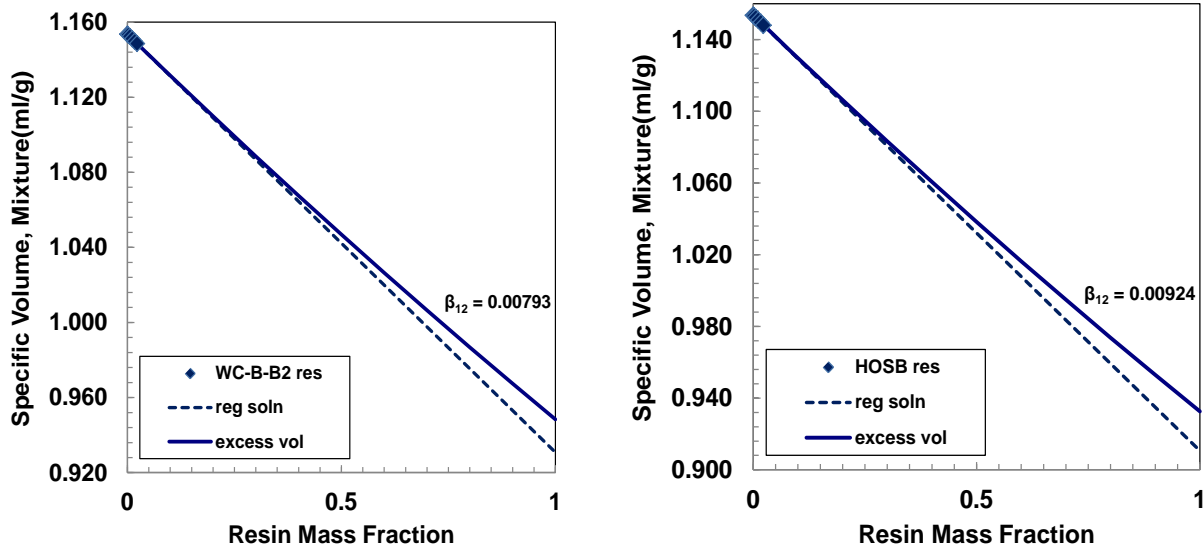 Specific Volume, Mixture(ml/g)
1.160
1.120
1.080
1.040
1.000
0.960
0.920
β12 = 0.00793
WC-B-B2 res
reg soln
excess vol
0
0.5
1
Resin Mass Fraction
Specific Volume, Mixture(ml/g)
1.140
1.100
1.060
1.020
0.980
0.940
0.900
β12 = 0.00924
HOSB res
reg soln
excess vol
0
0.5
1
Resin Mass Fraction